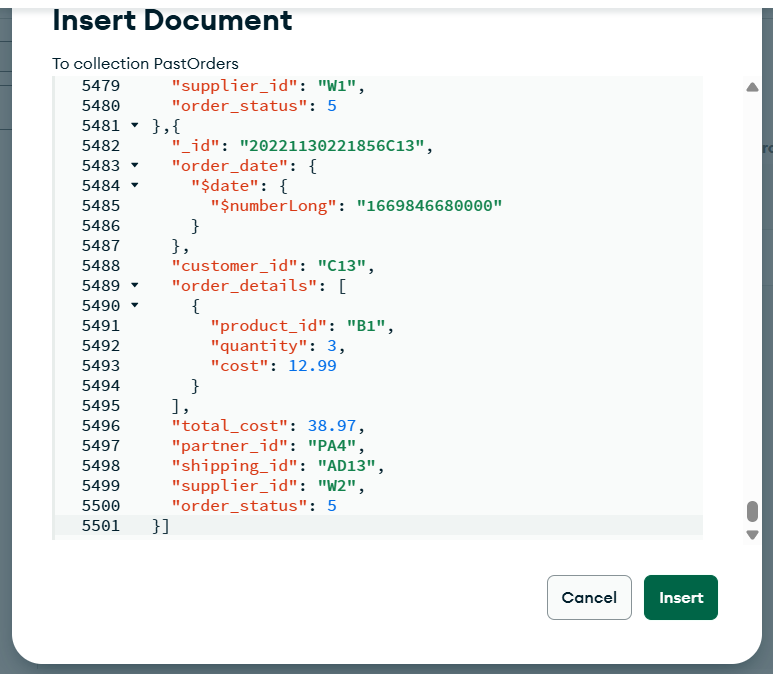 Insert Document
To collection PastOrders
5479 "supplier_id": "W1",
5480 "order_status": 5
5481 },{
5482 "_id": "20221130221856C13",
5483 "order_date": {
5484 "$date": {
5485 "$numberLong": "1669846680000"
5486 }
5487 },
5488 "customer_id": "C13",
5489 "order_details": [
5490 {
5491 "product_id": "B1",
5492 "quantity": 3,
5493 "cost": 12.99
5494 }
5495 ],
5496 "total_cost": 38.97,
5497 "partner_id": "PA4",
5498 "shipping_id": "AD13",
5499 "supplier_id": "W2",
5500 "order_status": 5
5501 }]
Cancel Insert